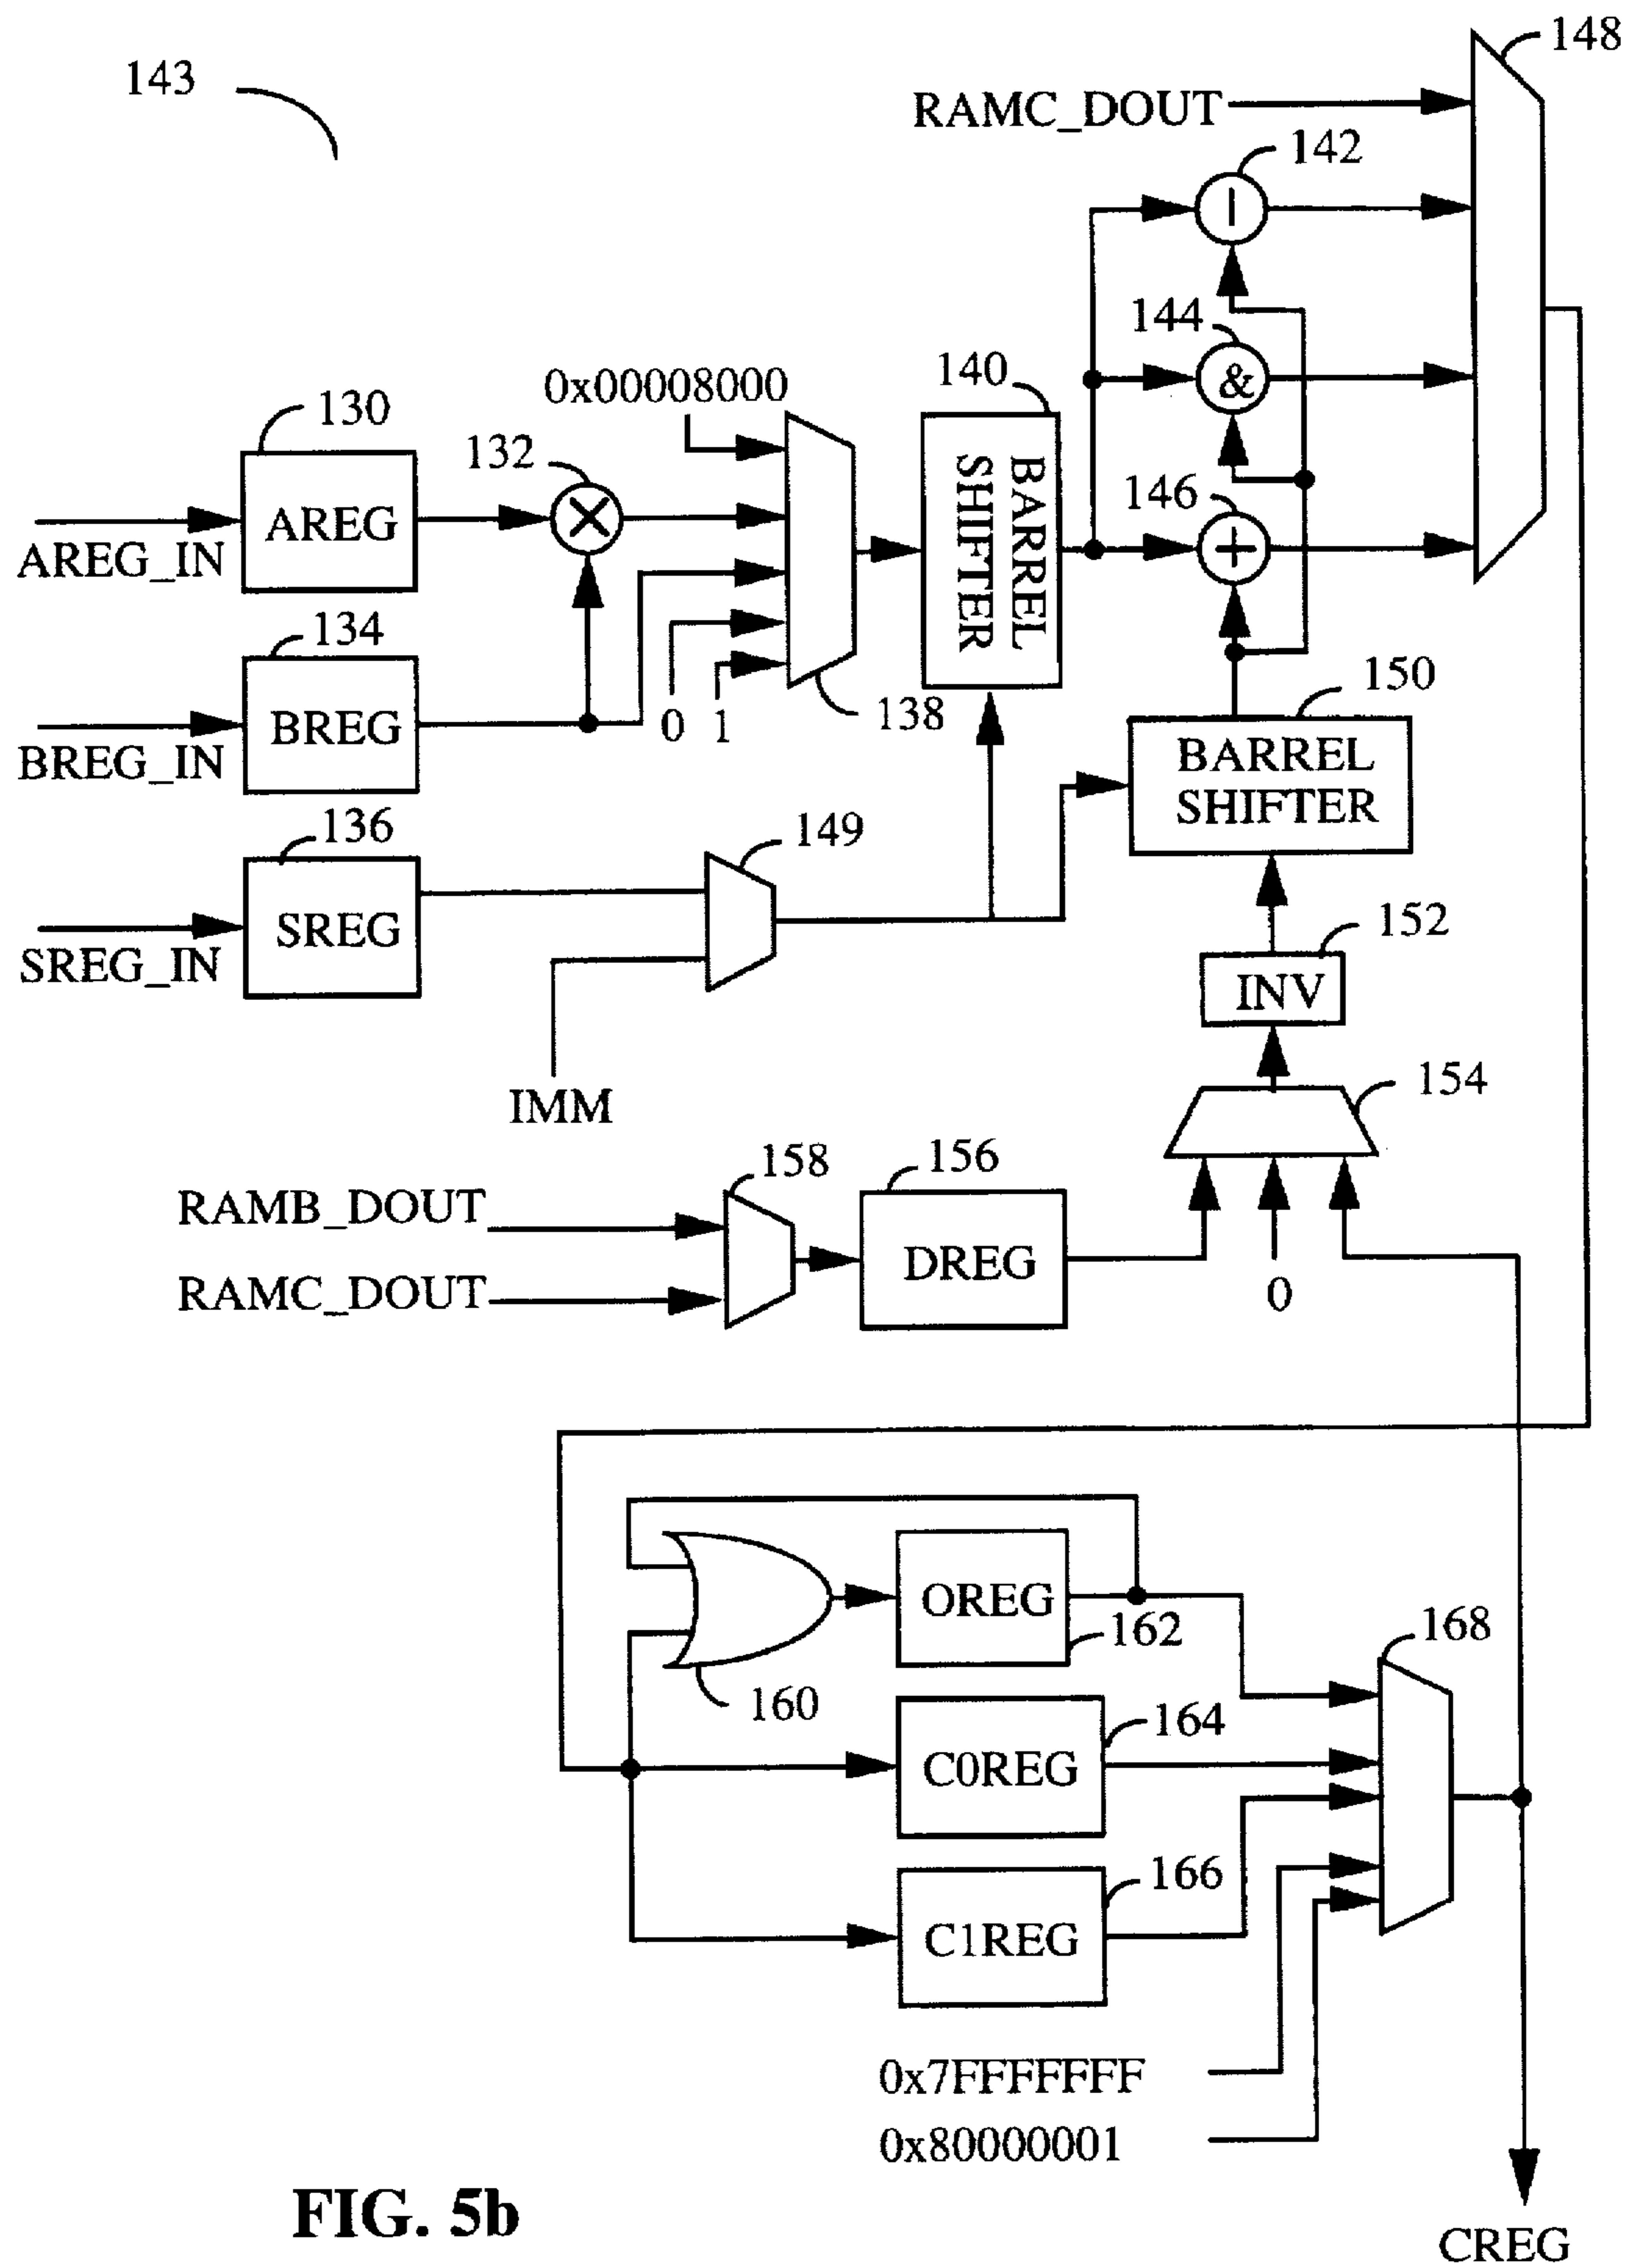 148
143
RAMC_DOUT
142
|
144
&
0x00008000
140
130
132
146
BARREL SHIFTER
AREG
×
+
AREG_IN
134
0 1
138
150
BREG
BREG_IN
BARREL
SHIFTER
136
149
SREG
SREG_IN
152
INV
IMM
154
158
156
RAMB_DOUT
DREG
RAMC_DOUT
0
OREG
162
168
160
164
C0REG
166
C1REG
0x7FFFFFFF
0x80000001
FIG. 5b
CREG